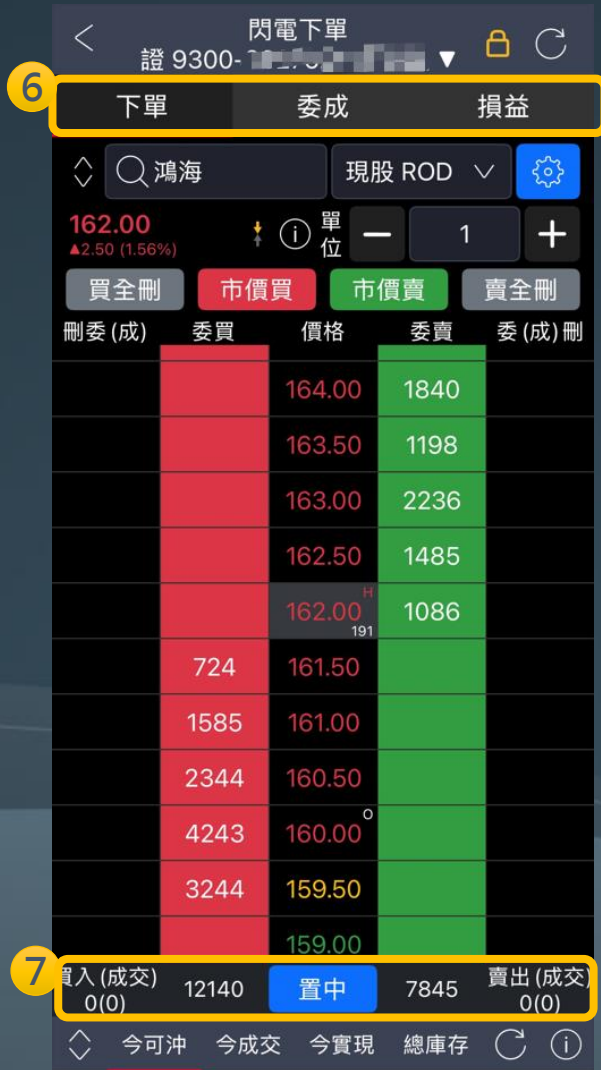 閃電下單
證 9300-
6
下單 委成 損益
鴻海 現股 ROD
162.00 單位 1
▲2.50 (1.56%)
買全刪 市價買 市價賣 賣全刪
刪委(成) 委買 價格 委賣 委(成)刪
164.00 1840
163.50 1198
163.00 2236
162.50 1485
162.00 H 191 1086
724 161.50
1585 161.00
2344 160.50
4243 160.00 O
3244 159.50
159.00
7
買入(成交) 12140 置中 7845 賣出(成交)
0(0) 0(0)
今可沖 今成交 今實現 總庫存